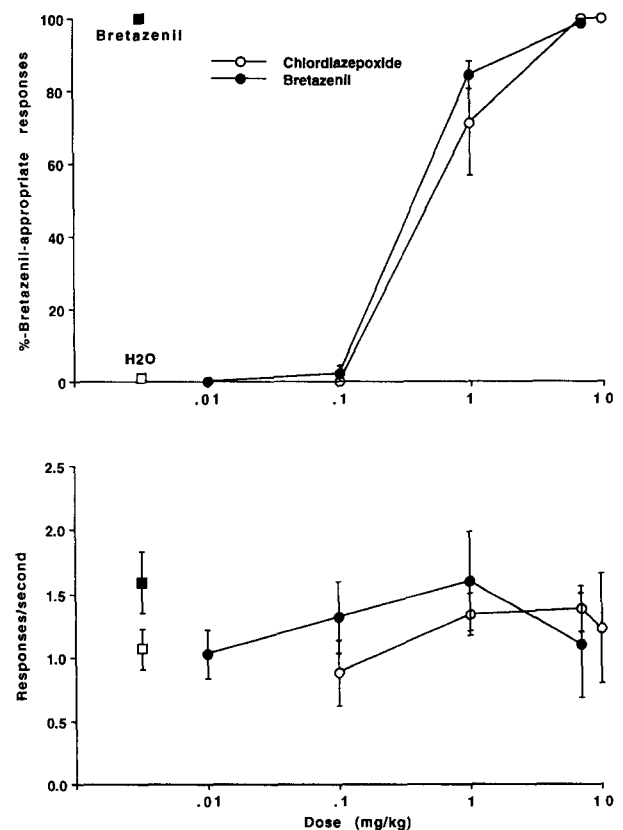 100
Bretazenil
Chlordiazepoxide
Bretazenil
80
60
40
20
H2O
0
.01 .1 1 10
%-Bretazenil-appropriate responses
2.5
2.0
1.5
1.0
0.5
0.0
.01 .1 1 10
Responses/second
Dose (mg/kg)